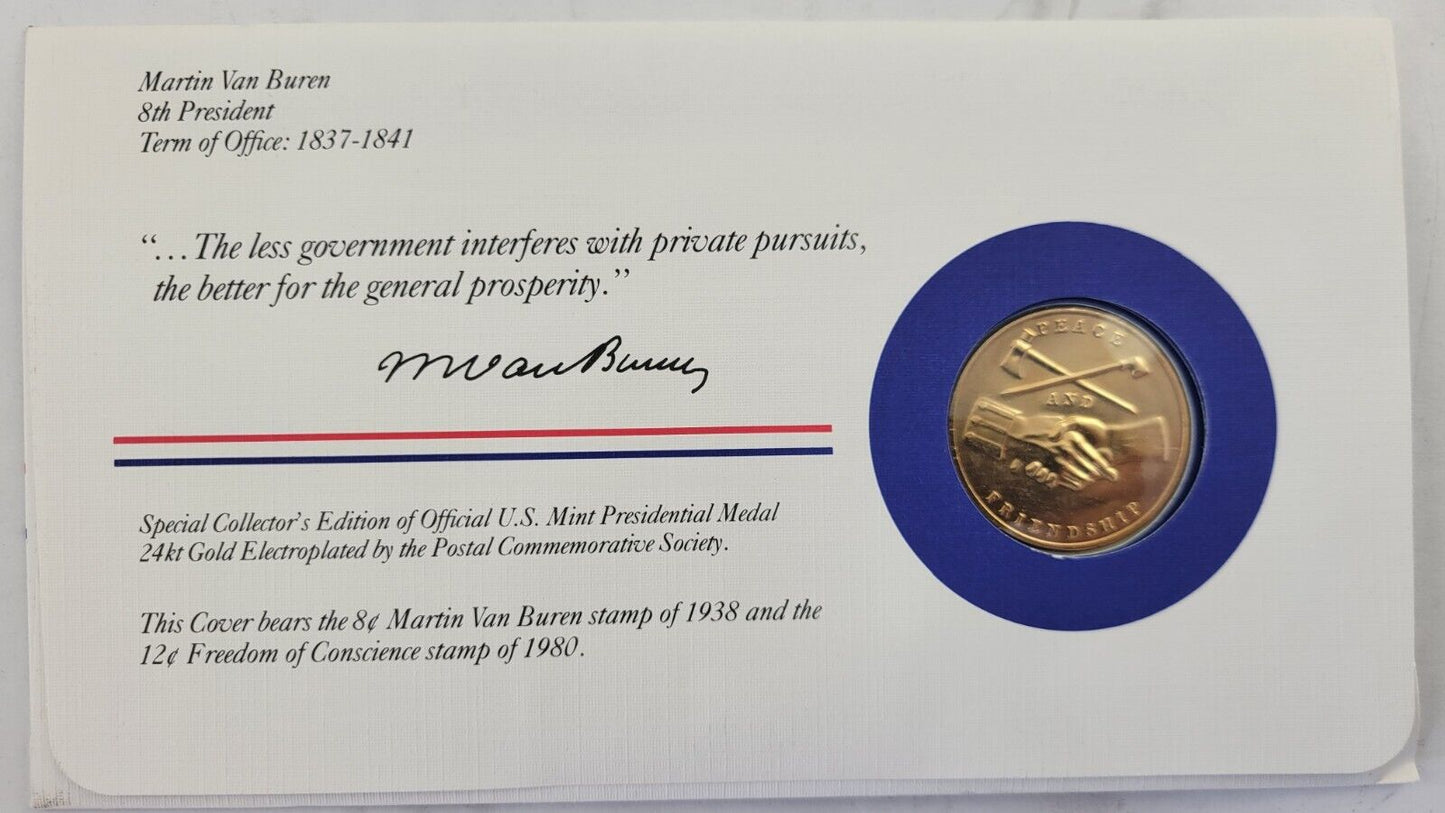 Martin Van Buren
8th President
Term of Office: 1837-1841
“...The less government interferes with private pursuits,
the better for the general prosperity.”
M Van Buren
Special Collector's Edition of Official U.S. Mint Presidential Medal
24kt Gold Electroplated by the Postal Commemorative Society.
This Cover bears the 8¢ Martin Van Buren stamp of 1938 and the
12¢ Freedom of Conscience stamp of 1980.
PEACE
AND
FRIENDSHIP